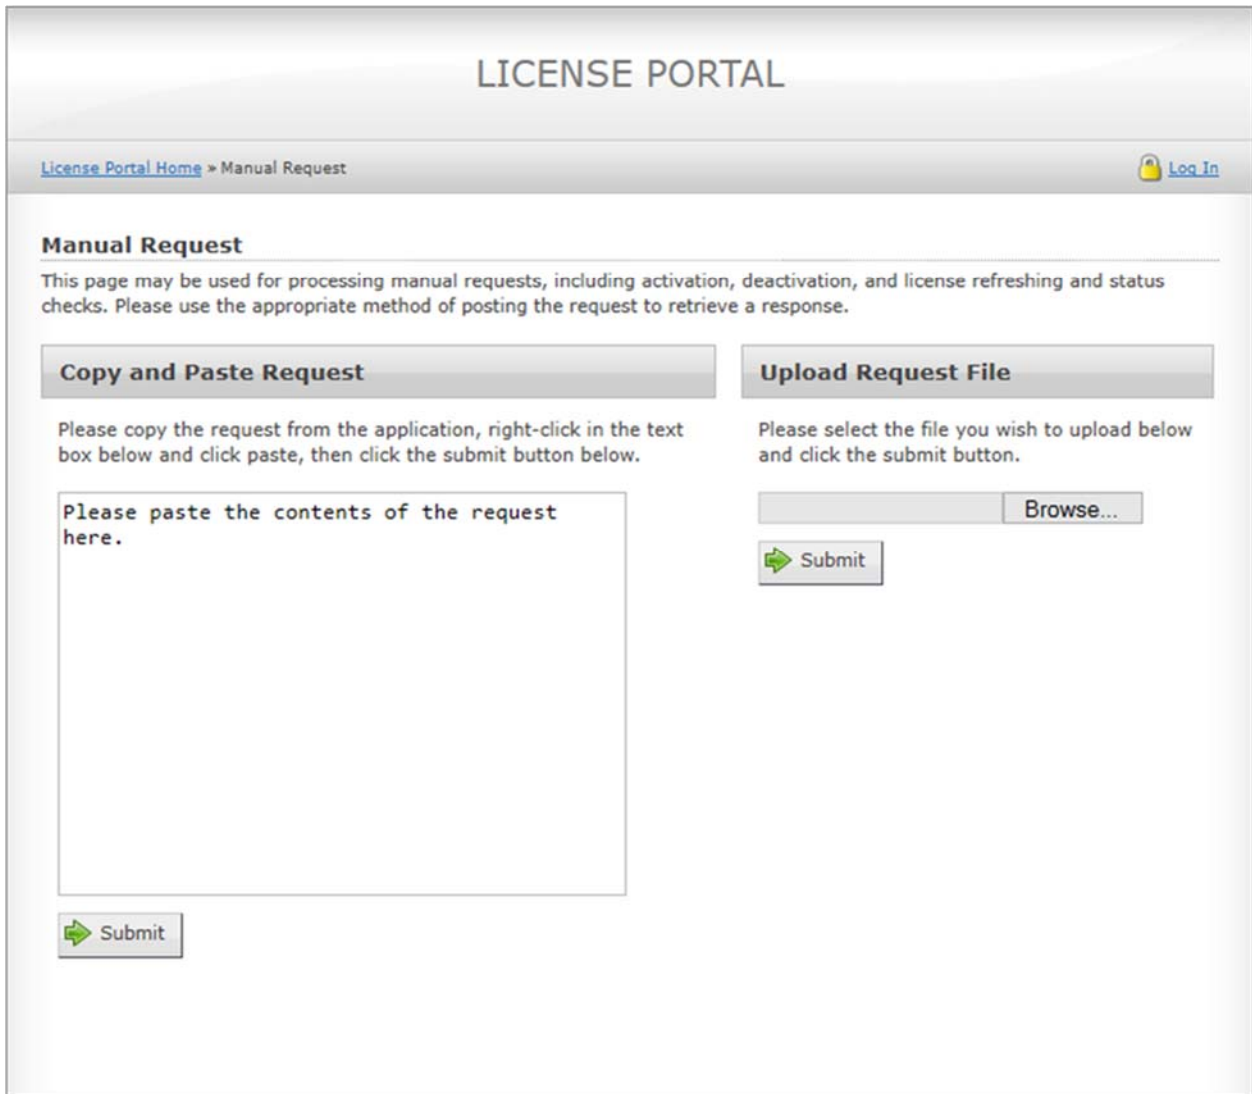 LICENSE PORTAL
License Portal Home » Manual Request
Log In
Manual Request
This page may be used for processing manual requests, including activation, deactivation, and license refreshing and status
checks. Please use the appropriate method of posting the request to retrieve a response.
Copy and Paste Request
Please copy the request from the application, right-click in the text
box below and click paste, then click the submit button below.
Please paste the contents of the request
here.
Submit
Upload Request File
Please select the file you wish to upload below
and click the submit button.
Browse...
Submit